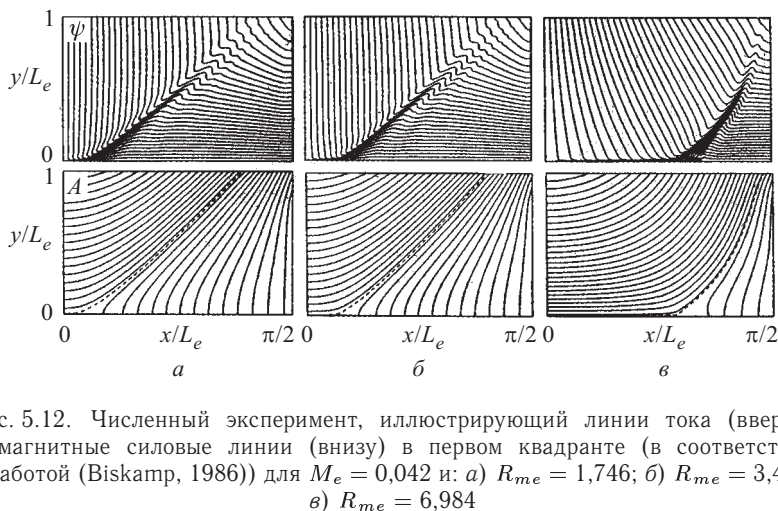 1
ψ
y/L_e
0
1
A
y/L_e
0
0 x/L_e π/2 0 x/L_e π/2 0 x/L_e π/2
а б в
с. 5.12. Численный эксперимент, иллюстрирующий линии тока (ввер
магнитные силовые линии (внизу) в первом квадранте (в соответст
аботой (Biskamp, 1986)) для M_e = 0,042 и: а) R_me = 1,746; б) R_me = 3,4
в) R_me = 6,984